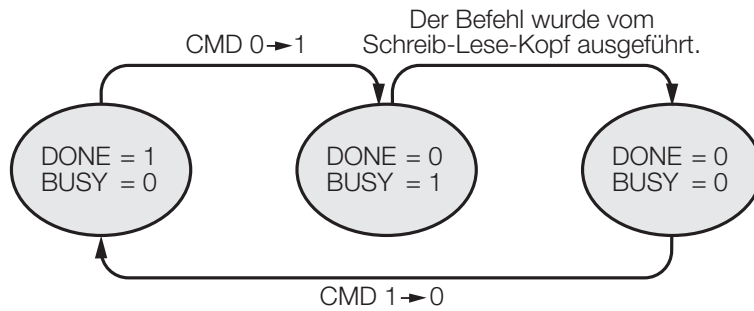 Der Befehl wurde vom
Schreib-Lese-Kopf ausgeführt.
CMD 0→1
DONE = 1
BUSY = 0
DONE = 0
BUSY = 1
DONE = 0
BUSY = 0
CMD 1→0